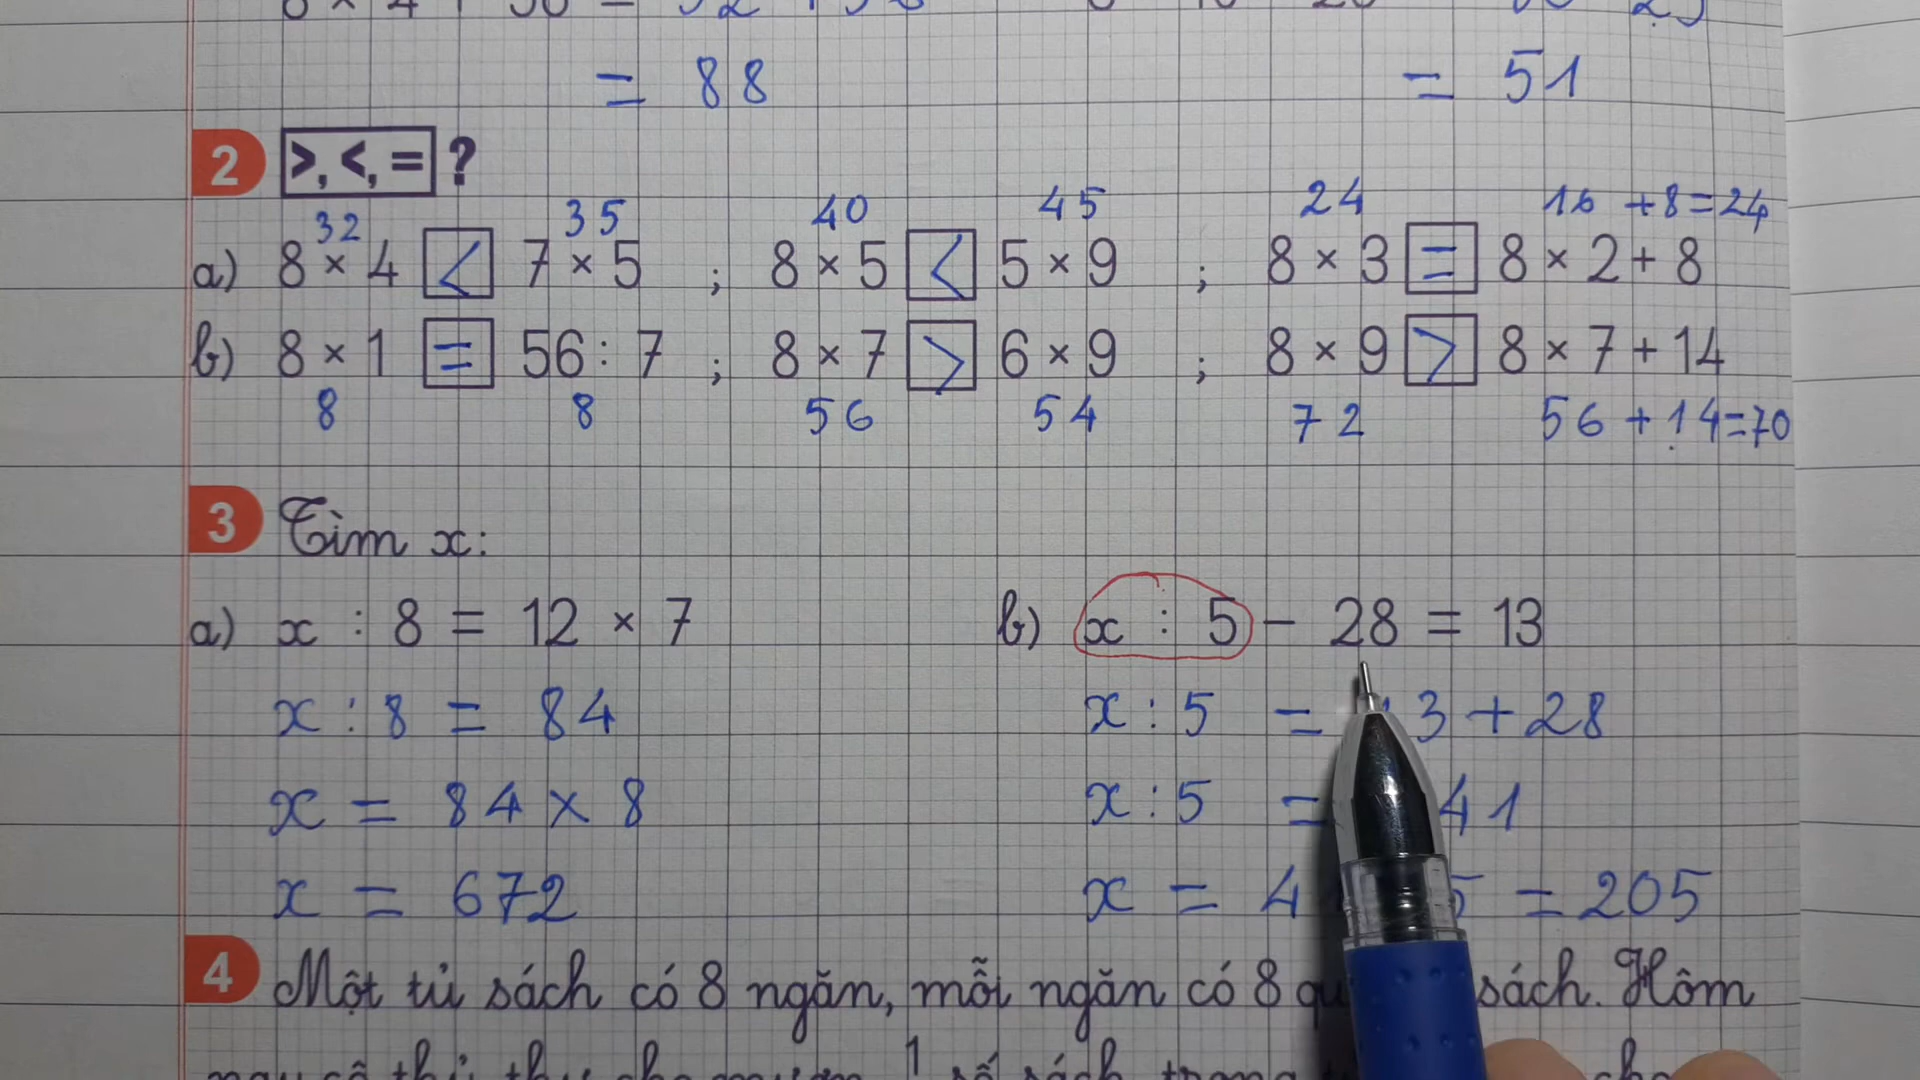 = 88 = 51
2 >, <, = ?
32 35 40 45 24 16 + 8 = 24
a) 8 × 4 < 7 × 5 ; 8 × 5 < 5 × 9 ; 8 × 3 = 8 × 2 + 8
b) 8 × 1 = 56 : 7 ; 8 × 7 > 6 × 9 ; 8 × 9 > 8 × 7 + 14
8 8 56 54 72 56 + 14 = 70
3 Tìm x:
a) x : 8 = 12 × 7 b) x : 5 − 28 = 13
x : 8 = 84 x : 5 = 13 + 28
x = 84 × 8 x : 5 = 41
x = 672 x = 4 5 = 205
4 Một tủ sách có 8 ngăn, mỗi ngăn có 8 sách. Hôm